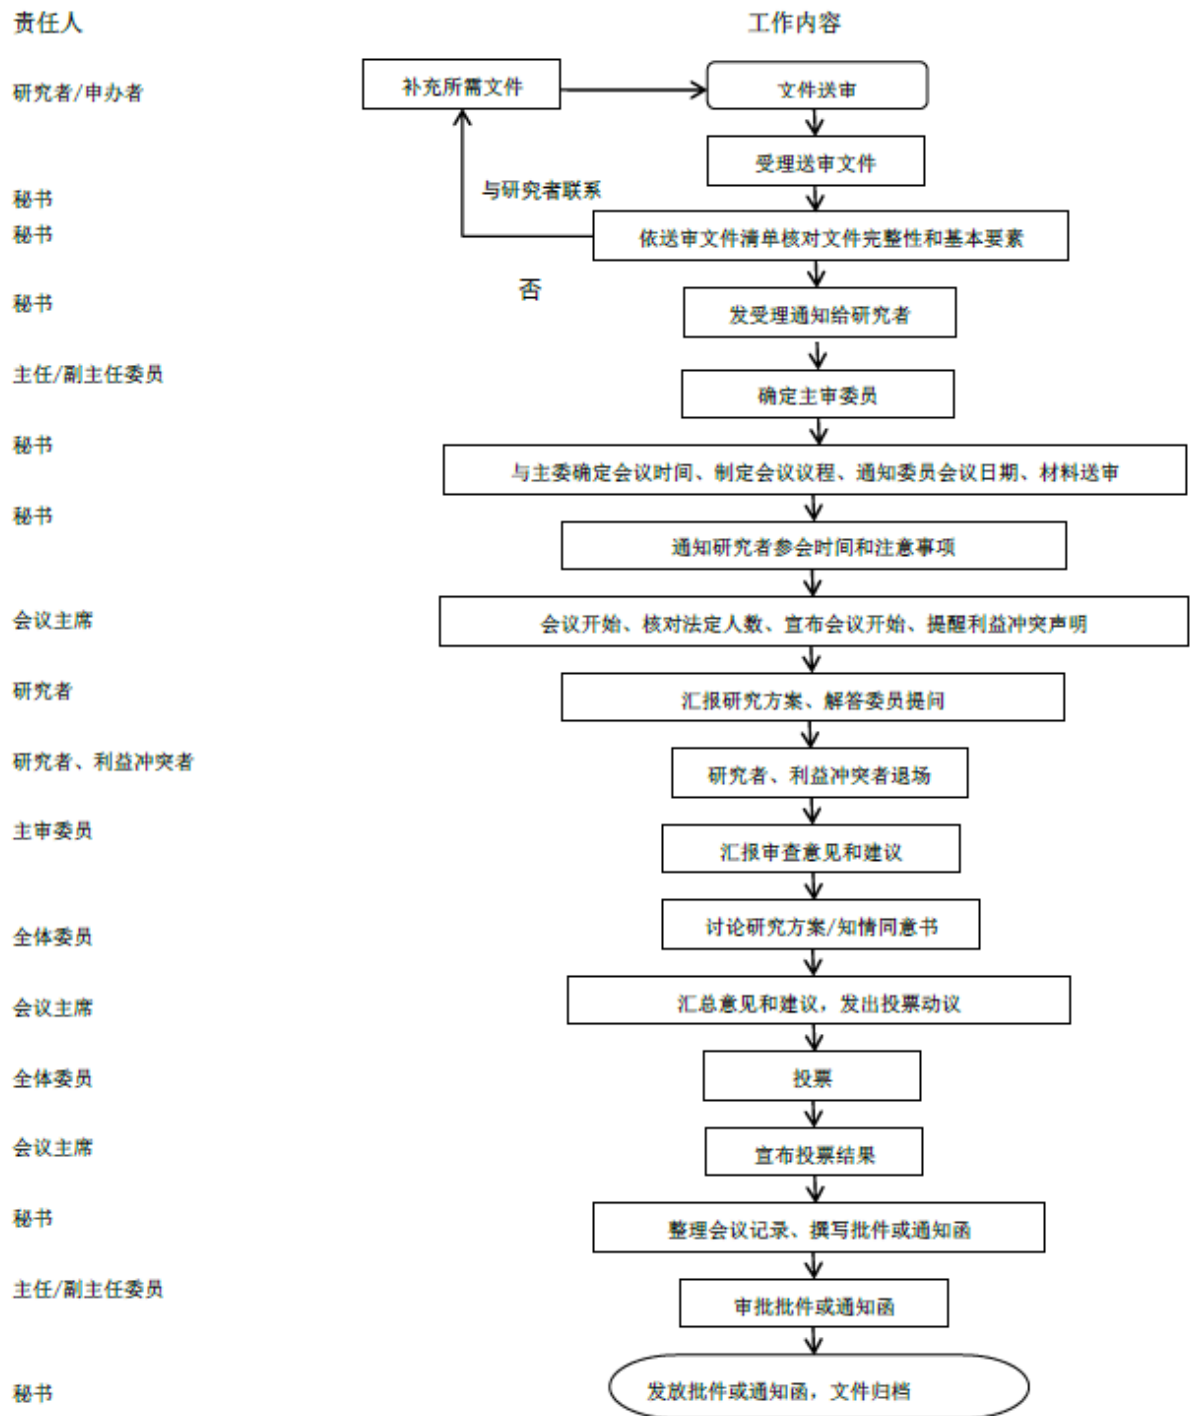 责任人 工作内容
研究者/申办者 补充所需文件 文件送审
受理送审文件
秘书 与研究者联系
秘书 依送审文件清单核对文件完整性和基本要素
否
秘书 发受理通知给研究者
主任/副主任委员 确定主审委员
秘书 与主委确定会议时间、制定会议议程、通知委员会议日期、材料送审
秘书 通知研究者参会时间和注意事项
会议主席 会议开始、核对法定人数、宣布会议开始、提醒利益冲突声明
研究者 汇报研究方案、解答委员提问
研究者、利益冲突者 研究者、利益冲突者退场
主审委员 汇报审查意见和建议
全体委员 讨论研究方案/知情同意书
会议主席 汇总意见和建议，发出投票动议
全体委员 投票
会议主席 宣布投票结果
秘书 整理会议记录、撰写批件或通知函
主任/副主任委员 审批批件或通知函
秘书 发放批件或通知函，文件归档